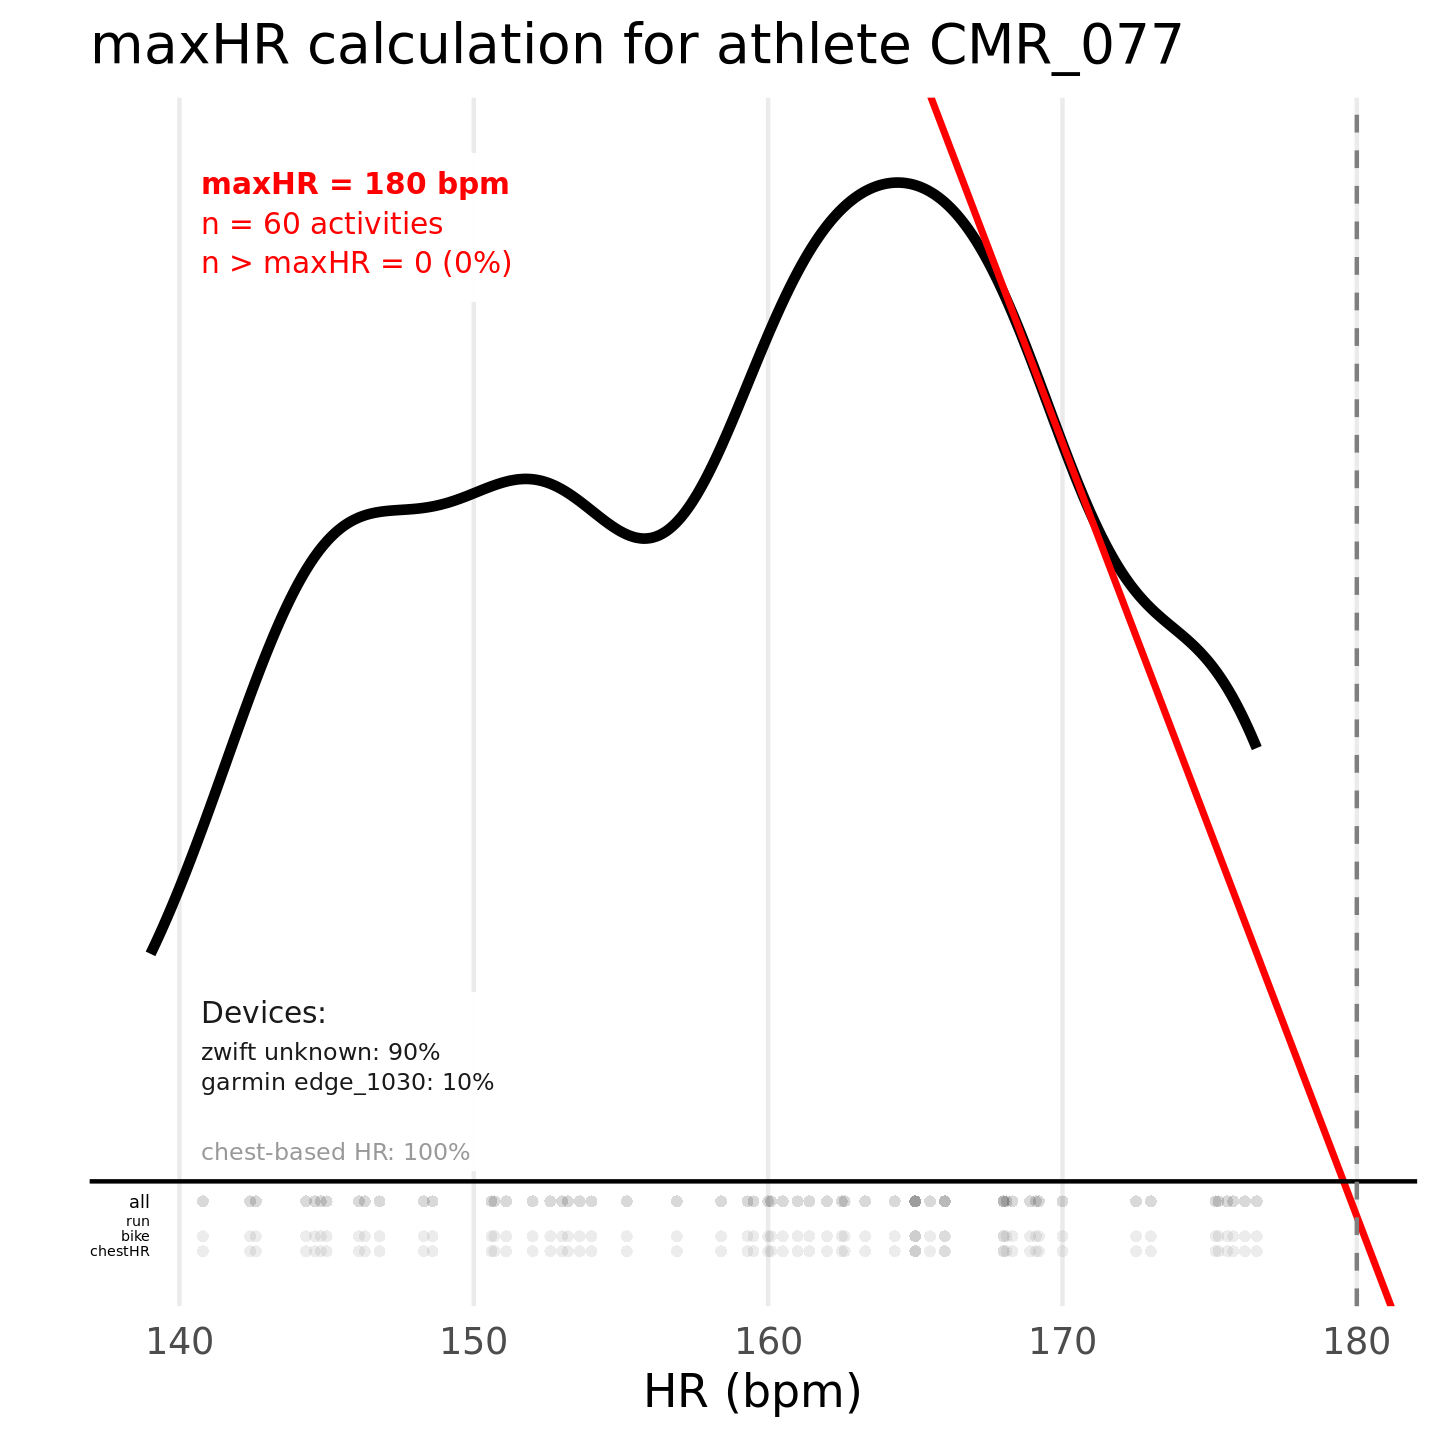 maxHR calculation for athlete CMR_077
maxHR = 180 bpm
n = 60 activities
n > maxHR = 0 (0%)
Devices:
zwift unknown: 90%
garmin edge_1030: 10%
chest-based HR: 100%
all
run
bike
chestHR
140 150 160 170 180
HR (bpm)